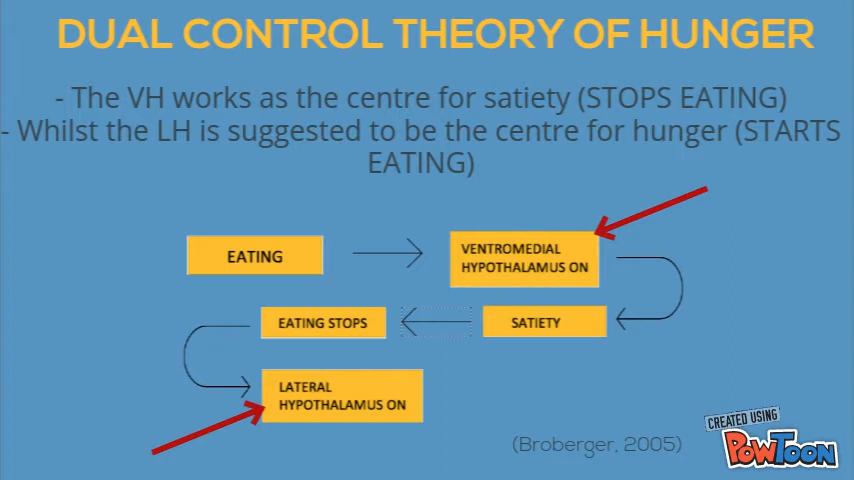 DUAL CONTROL THEORY OF HUNGER
- The VH works as the centre for satiety (STOPS EATING)
- Whilst the LH is suggested to be the centre for hunger (STARTS
EATING)
EATING
VENTROMEDIAL
HYPOTHALAMUS ON
EATING STOPS
SATIETY
LATERAL
HYPOTHALAMUS ON
(Broberger, 2005)
CREATED USING
POWTOON